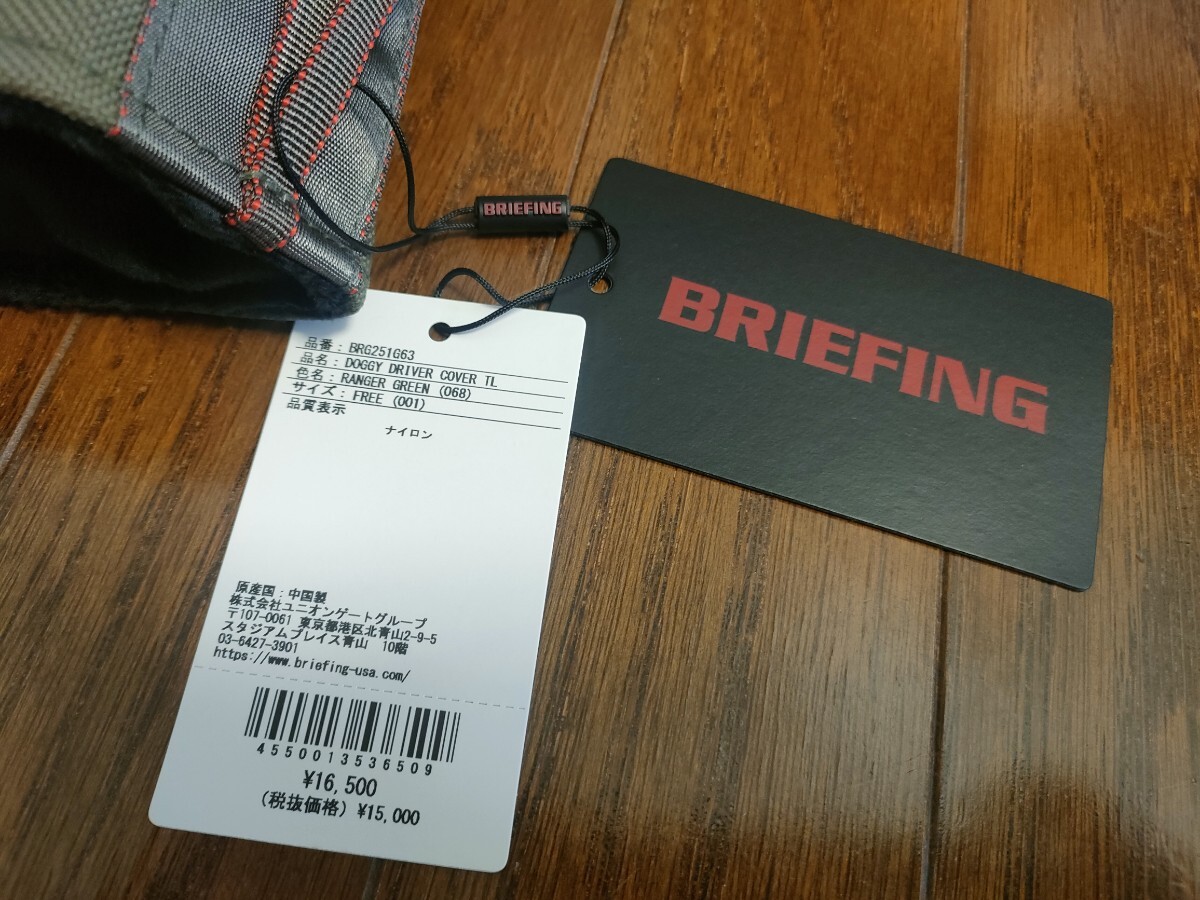 BRIEFING
BRIEFING
品番：BRG251G63
品名：DOGGY DRIVER COVER TL
色名：RANGER GREEN (068)
サイズ：FREE (001)
品質表示
ナイロン
原産国：中国製
株式会社ユニオンゲートグループ
〒107-0061 東京都港区北青山2-9-5
スタジアムプレイス青山 10階
03-6427-3901
https://www.briefing-usa.com/
4550013536509
¥16,500
(税抜価格) ¥15,000